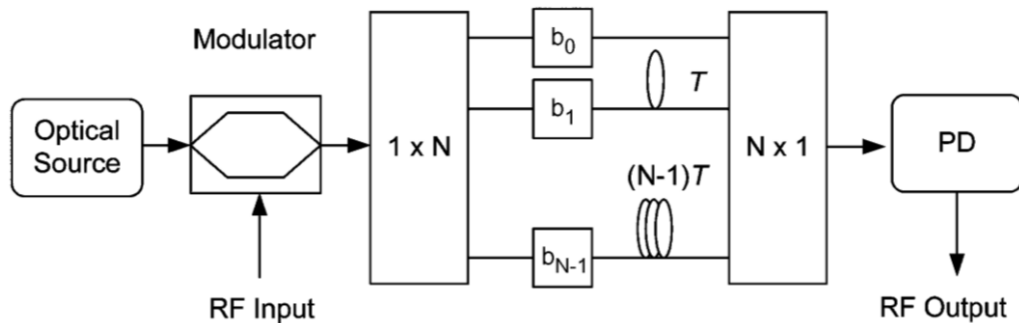 Modulator
Optical
Source
RF Input
1 x N
b0
T
b1
(N-1)T
bN-1
N x 1
PD
RF Output